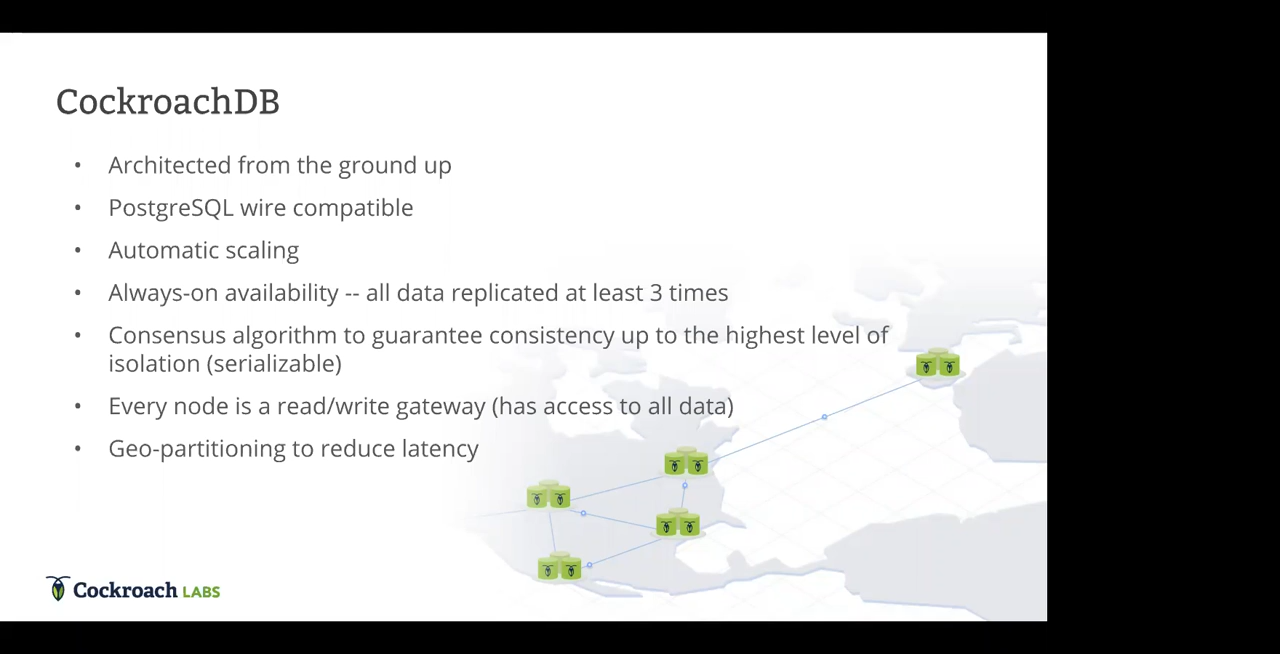 CockroachDB
• Architected from the ground up
• PostgreSQL wire compatible
• Automatic scaling
• Always-on availability -- all data replicated at least 3 times
• Consensus algorithm to guarantee consistency up to the highest level of
isolation (serializable)
• Every node is a read/write gateway (has access to all data)
• Geo-partitioning to reduce latency
Cockroach LABS